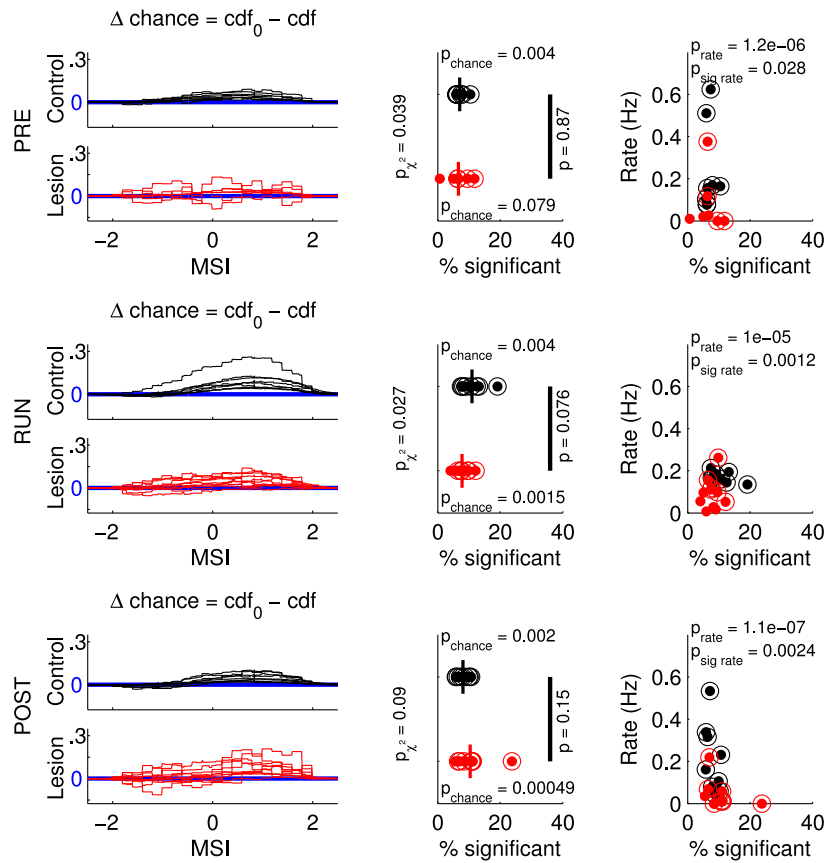 Δ chance = cdf0 − cdf
PRE
Control
.3
0
Lesion
.3
0
−2 0 2
MSI
pχ2 = 0.039
pchance = 0.004
p = 0.87
pchance = 0.079
0 20 40
% significant
prate = 1.2e−06
psig rate = 0.028
Rate (Hz)
0.6
0.4
0.2
0
0 20 40
% significant
Δ chance = cdf0 − cdf
RUN
Control
.3
0
Lesion
.3
0
−2 0 2
MSI
pχ2 = 0.027
pchance = 0.004
p = 0.076
pchance = 0.0015
0 20 40
% significant
prate = 1e−05
psig rate = 0.0012
Rate (Hz)
0.6
0.4
0.2
0
0 20 40
% significant
Δ chance = cdf0 − cdf
POST
Control
.3
0
Lesion
.3
0
−2 0 2
MSI
pχ2 = 0.09
pchance = 0.002
p = 0.15
pchance = 0.00049
0 20 40
% significant
prate = 1.1e−07
psig rate = 0.0024
Rate (Hz)
0.6
0.4
0.2
0
0 20 40
% significant